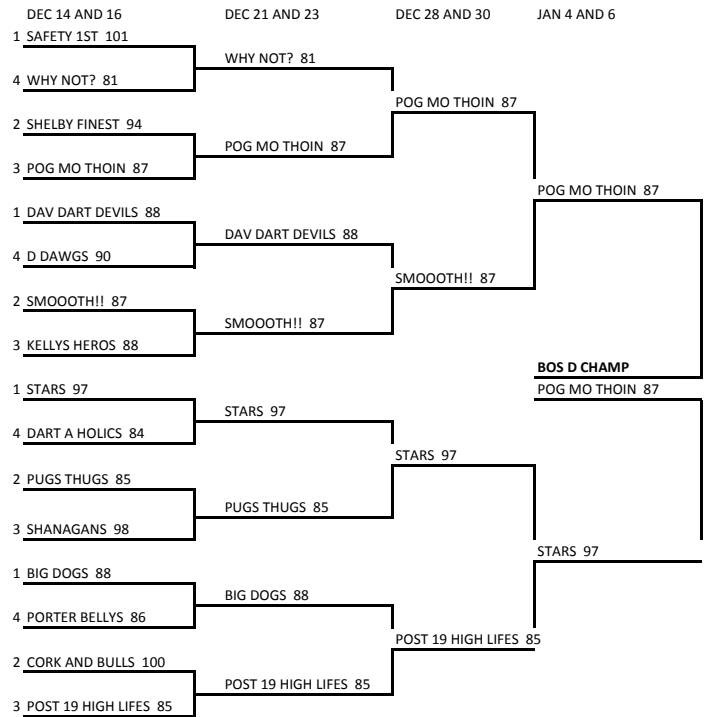 DEC 14 AND 16 DEC 21 AND 23 DEC 28 AND 30 JAN 4 AND 6
1 SAFETY 1ST 101
WHY NOT? 81
4 WHY NOT? 81
POG MO THOIN 87
2 SHELBY FINEST 94
POG MO THOIN 87
3 POG MO THOIN 87
POG MO THOIN 87
1 DAV DART DEVILS 88
DAV DART DEVILS 88
4 D DAWGS 90
SMOOOTH!! 87
2 SMOOOTH!! 87
SMOOOTH!! 87
3 KELLYS HEROS 88
BOS D CHAMP
1 STARS 97
POG MO THOIN 87
STARS 97
4 DART A HOLICS 84
STARS 97
2 PUGS THUGS 85
PUGS THUGS 85
3 SHANAGANS 98
STARS 97
1 BIG DOGS 88
BIG DOGS 88
4 PORTER BELLYS 86
POST 19 HIGH LIFES 85
2 CORK AND BULLS 100
POST 19 HIGH LIFES 85
3 POST 19 HIGH LIFES 85